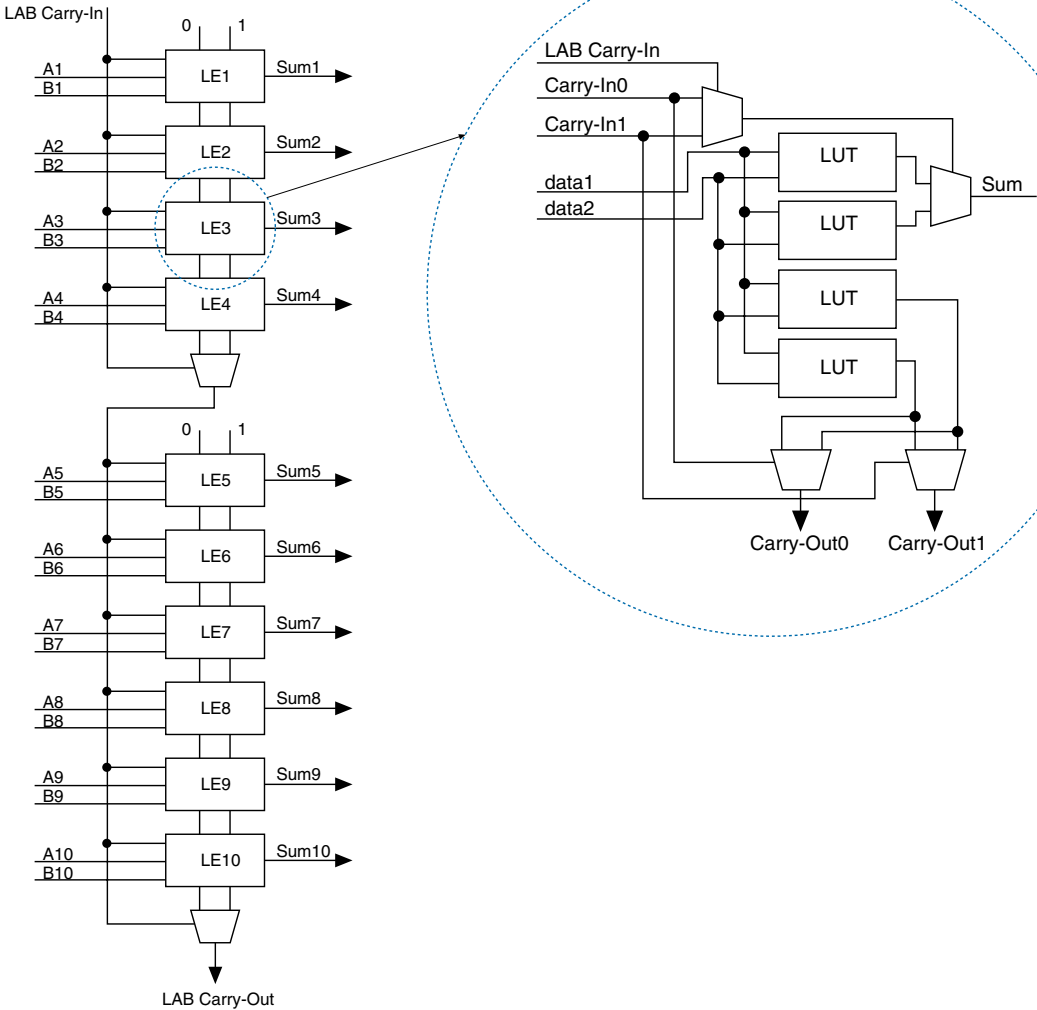 LAB Carry-In
0 1
A1
B1
LE1
Sum1
A2
B2
LE2
Sum2
A3
B3
LE3
Sum3
A4
B4
LE4
Sum4
0 1
A5
B5
LE5
Sum5
A6
B6
LE6
Sum6
A7
B7
LE7
Sum7
A8
B8
LE8
Sum8
A9
B9
LE9
Sum9
A10
B10
LE10
Sum10
LAB Carry-Out
LAB Carry-In
Carry-In0
Carry-In1
data1
data2
LUT
LUT
LUT
LUT
Sum
Carry-Out0
Carry-Out1